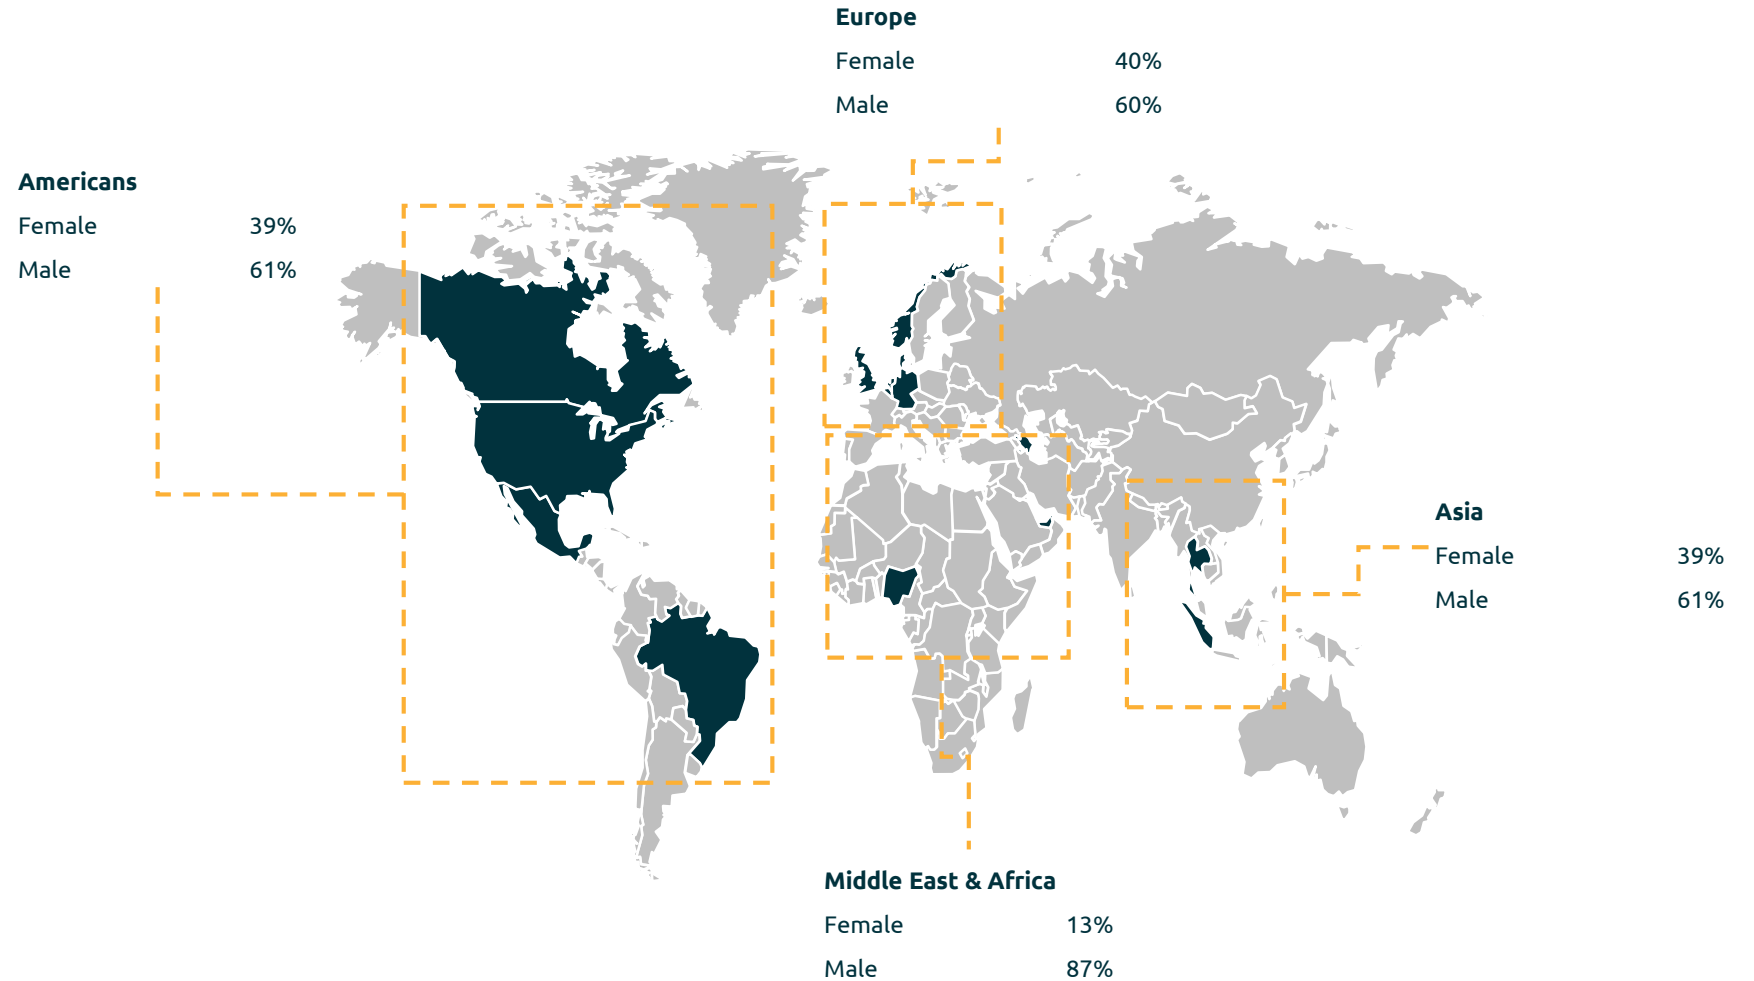 Europe
Female 40%
Male 60%
Americans
Female 39%
Male 61%
Asia
Female 39%
Male 61%
Middle East & Africa
Female 13%
Male 87%